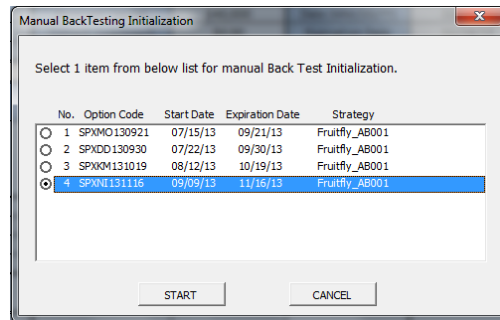 Manual BackTesting Initialization
Select 1 item from below list for manual Back Test Initialization.
No. Option Code Start Date Expiration Date Strategy
1 SPXMO130921 07/15/13 09/21/13 Fruitfly_AB001
2 SPXDD130930 07/22/13 09/30/13 Fruitfly_AB001
3 SPXKM131019 08/12/13 10/19/13 Fruitfly_AB001
4 SPXNI131116 09/09/13 11/16/13 Fruitfly_AB001
START CANCEL